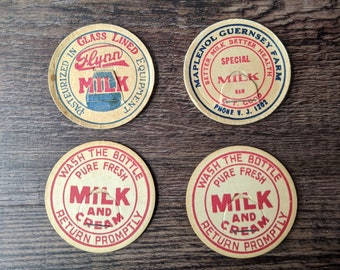 PASTEURIZED IN GLASS LINED EQUIPMENT
Flynn
MILK
MAPLENOL GUERNSEY FARM
BETTER MILK BETTER HEALTH
SPECIAL
MILK
RAW
PHONE V. J. 1202
WASH THE BOTTLE
PURE FRESH
MILK
AND
CREAM
RETURN PROMPTLY
WASH THE BOTTLE
PURE FRESH
MILK
AND
CREAM
RETURN PROMPTLY